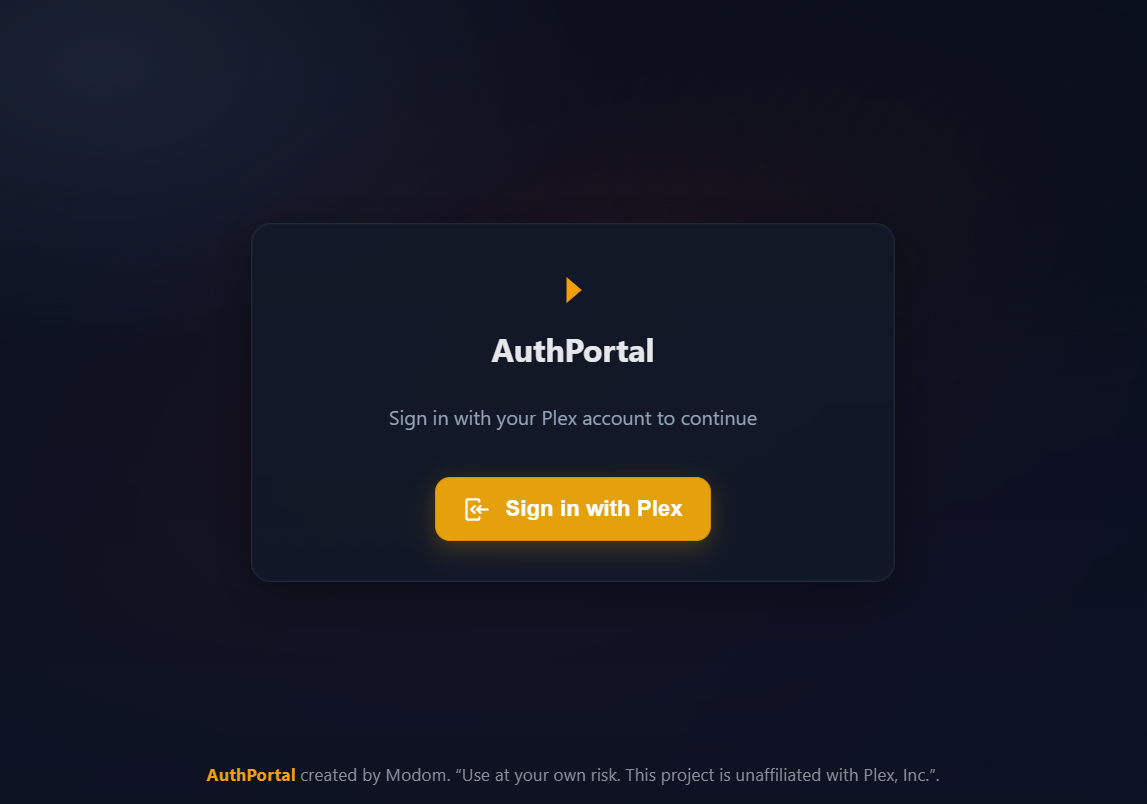 AuthPortal
Sign in with your Plex account to continue
Sign in with Plex
AuthPortal created by Modom. “Use at your own risk. This project is unaffiliated with Plex, Inc.”.